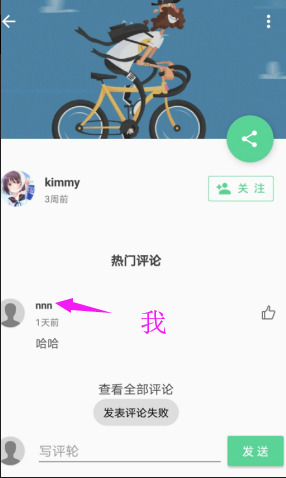 kimmy
3周前
关 注
热门评论
nnn
1天前
我
哈哈
查看全部评论
发表评论失败
写评轮
发 送